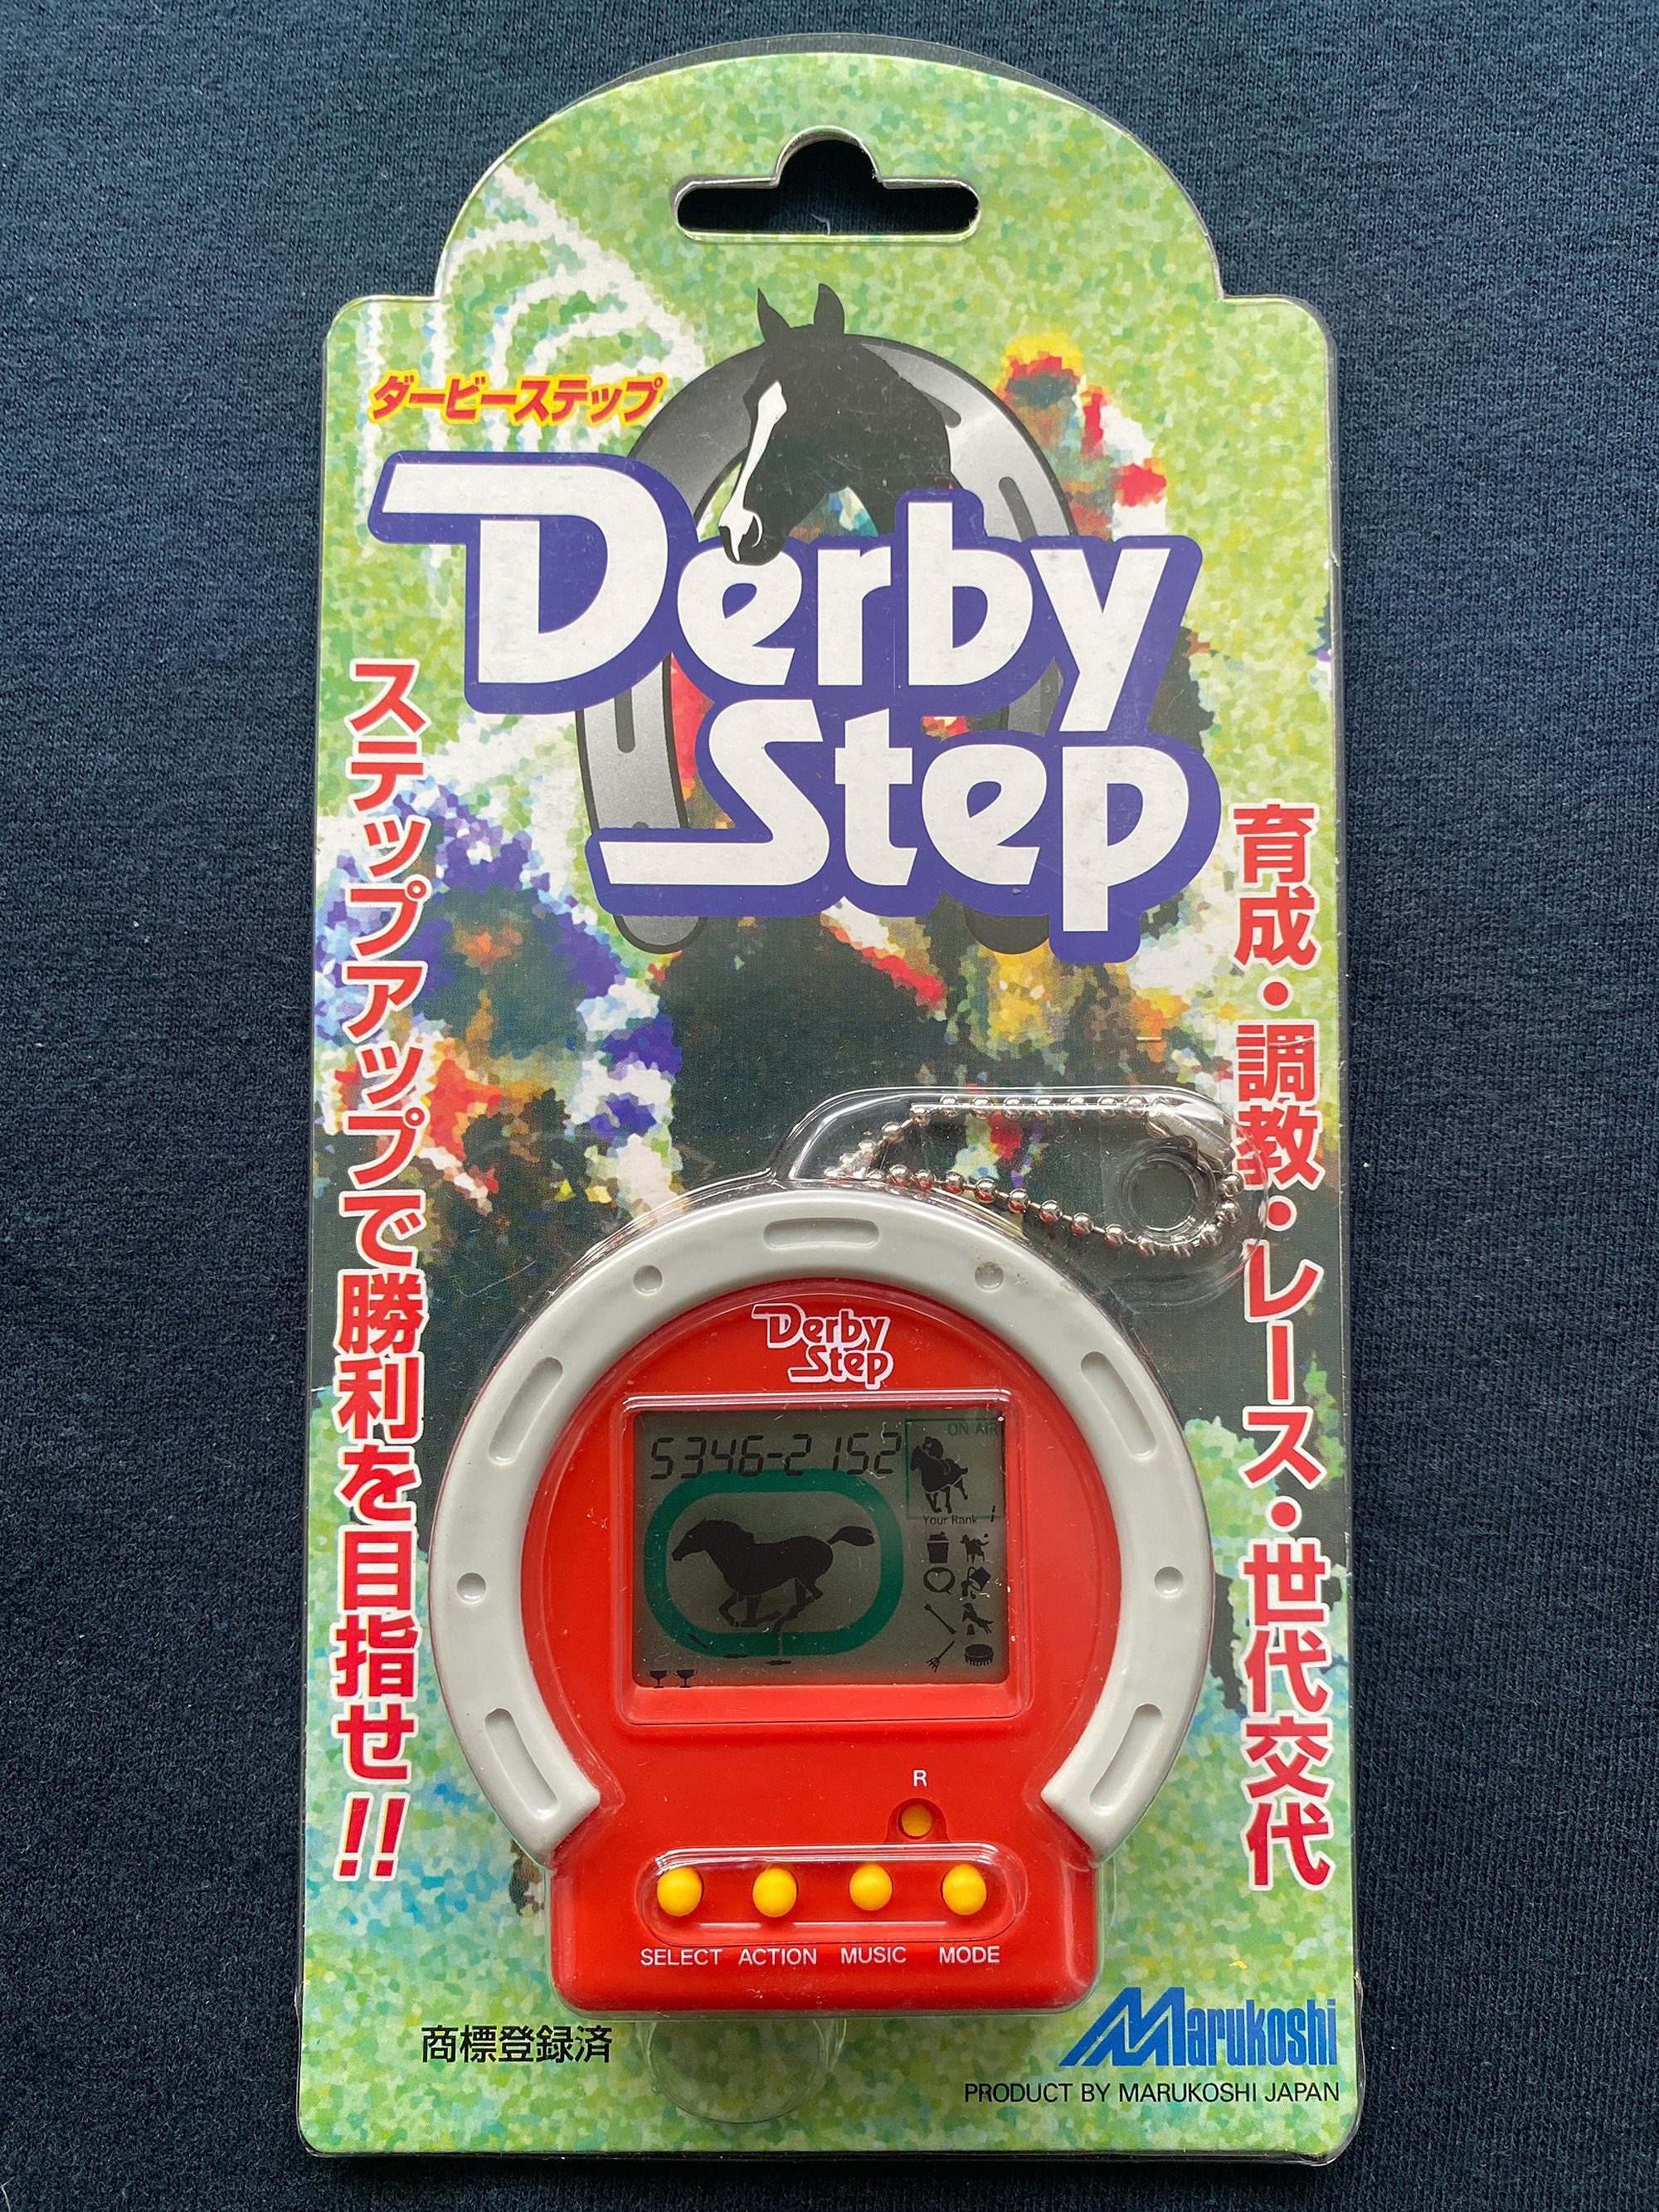 ダービーステップ
Derby
Step
ステップアップで勝利を目指せ!!
育成・調教・レース・世代交代
Derby
Step
5346-2152
ON AIR
Your Rank
R
SELECT ACTION MUSIC MODE
商標登録済
Marukoshi
PRODUCT BY MARUKOSHI JAPAN